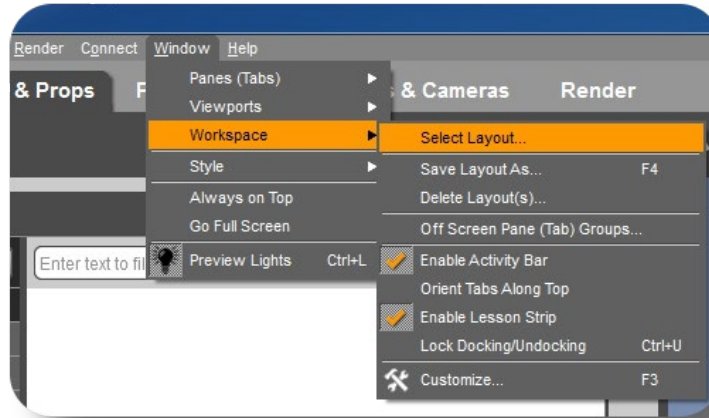 Render Connect Window Help
& Props
& Cameras
Render
Panes (Tabs)
Viewports
Workspace
Style
Always on Top
Go Full Screen
Preview Lights Ctrl+L
Select Layout...
Save Layout As... F4
Delete Layout(s)...
Off Screen Pane (Tab) Groups...
Enable Activity Bar
Orient Tabs Along Top
Enable Lesson Strip
Lock Docking/Undocking Ctrl+U
Customize... F3
Enter text to fil